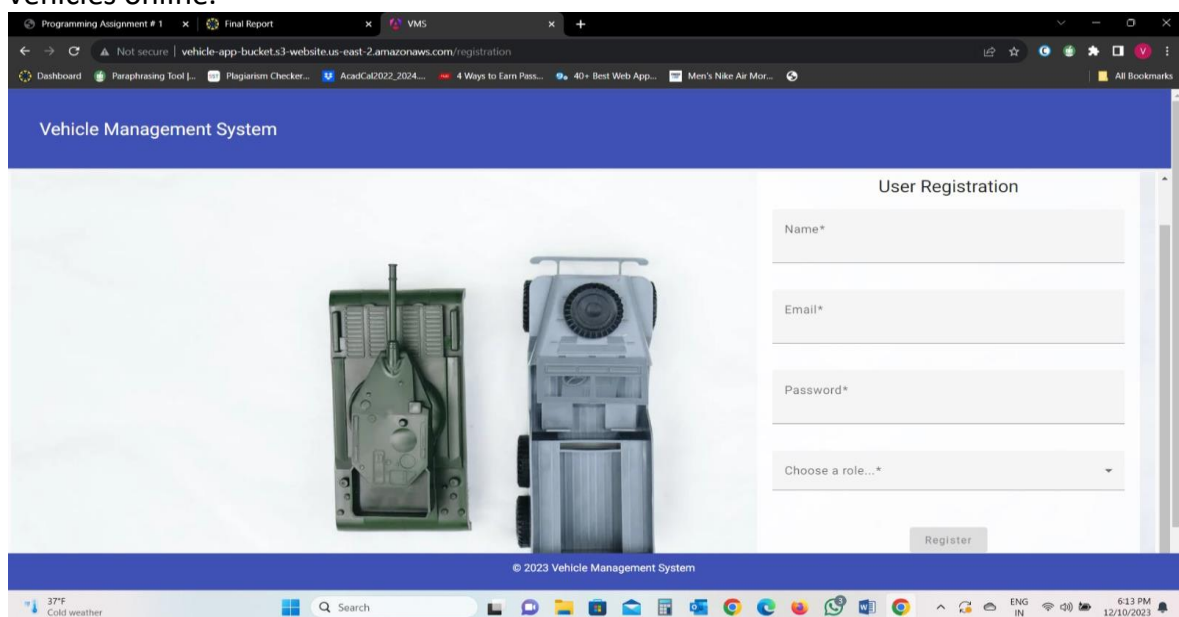 vehicles online.
Programming Assignment # 1 Final Report VMS
Not secure | vehicle-app-bucket.s3-website.us-east-2.amazonaws.com/registration
Dashboard Paraphrasing Tool |... Plagiarism Checker... AcadCal2022_2024.... 4 Ways to Earn Pass... 40+ Best Web App... Men's Nike Air Mor... All Bookmarks
Vehicle Management System
User Registration
Name*
Email*
Password*
Choose a role...*
Register
© 2023 Vehicle Management System
37°F
Cold weather
Search
3
ENG
IN
6:13 PM
12/10/2023